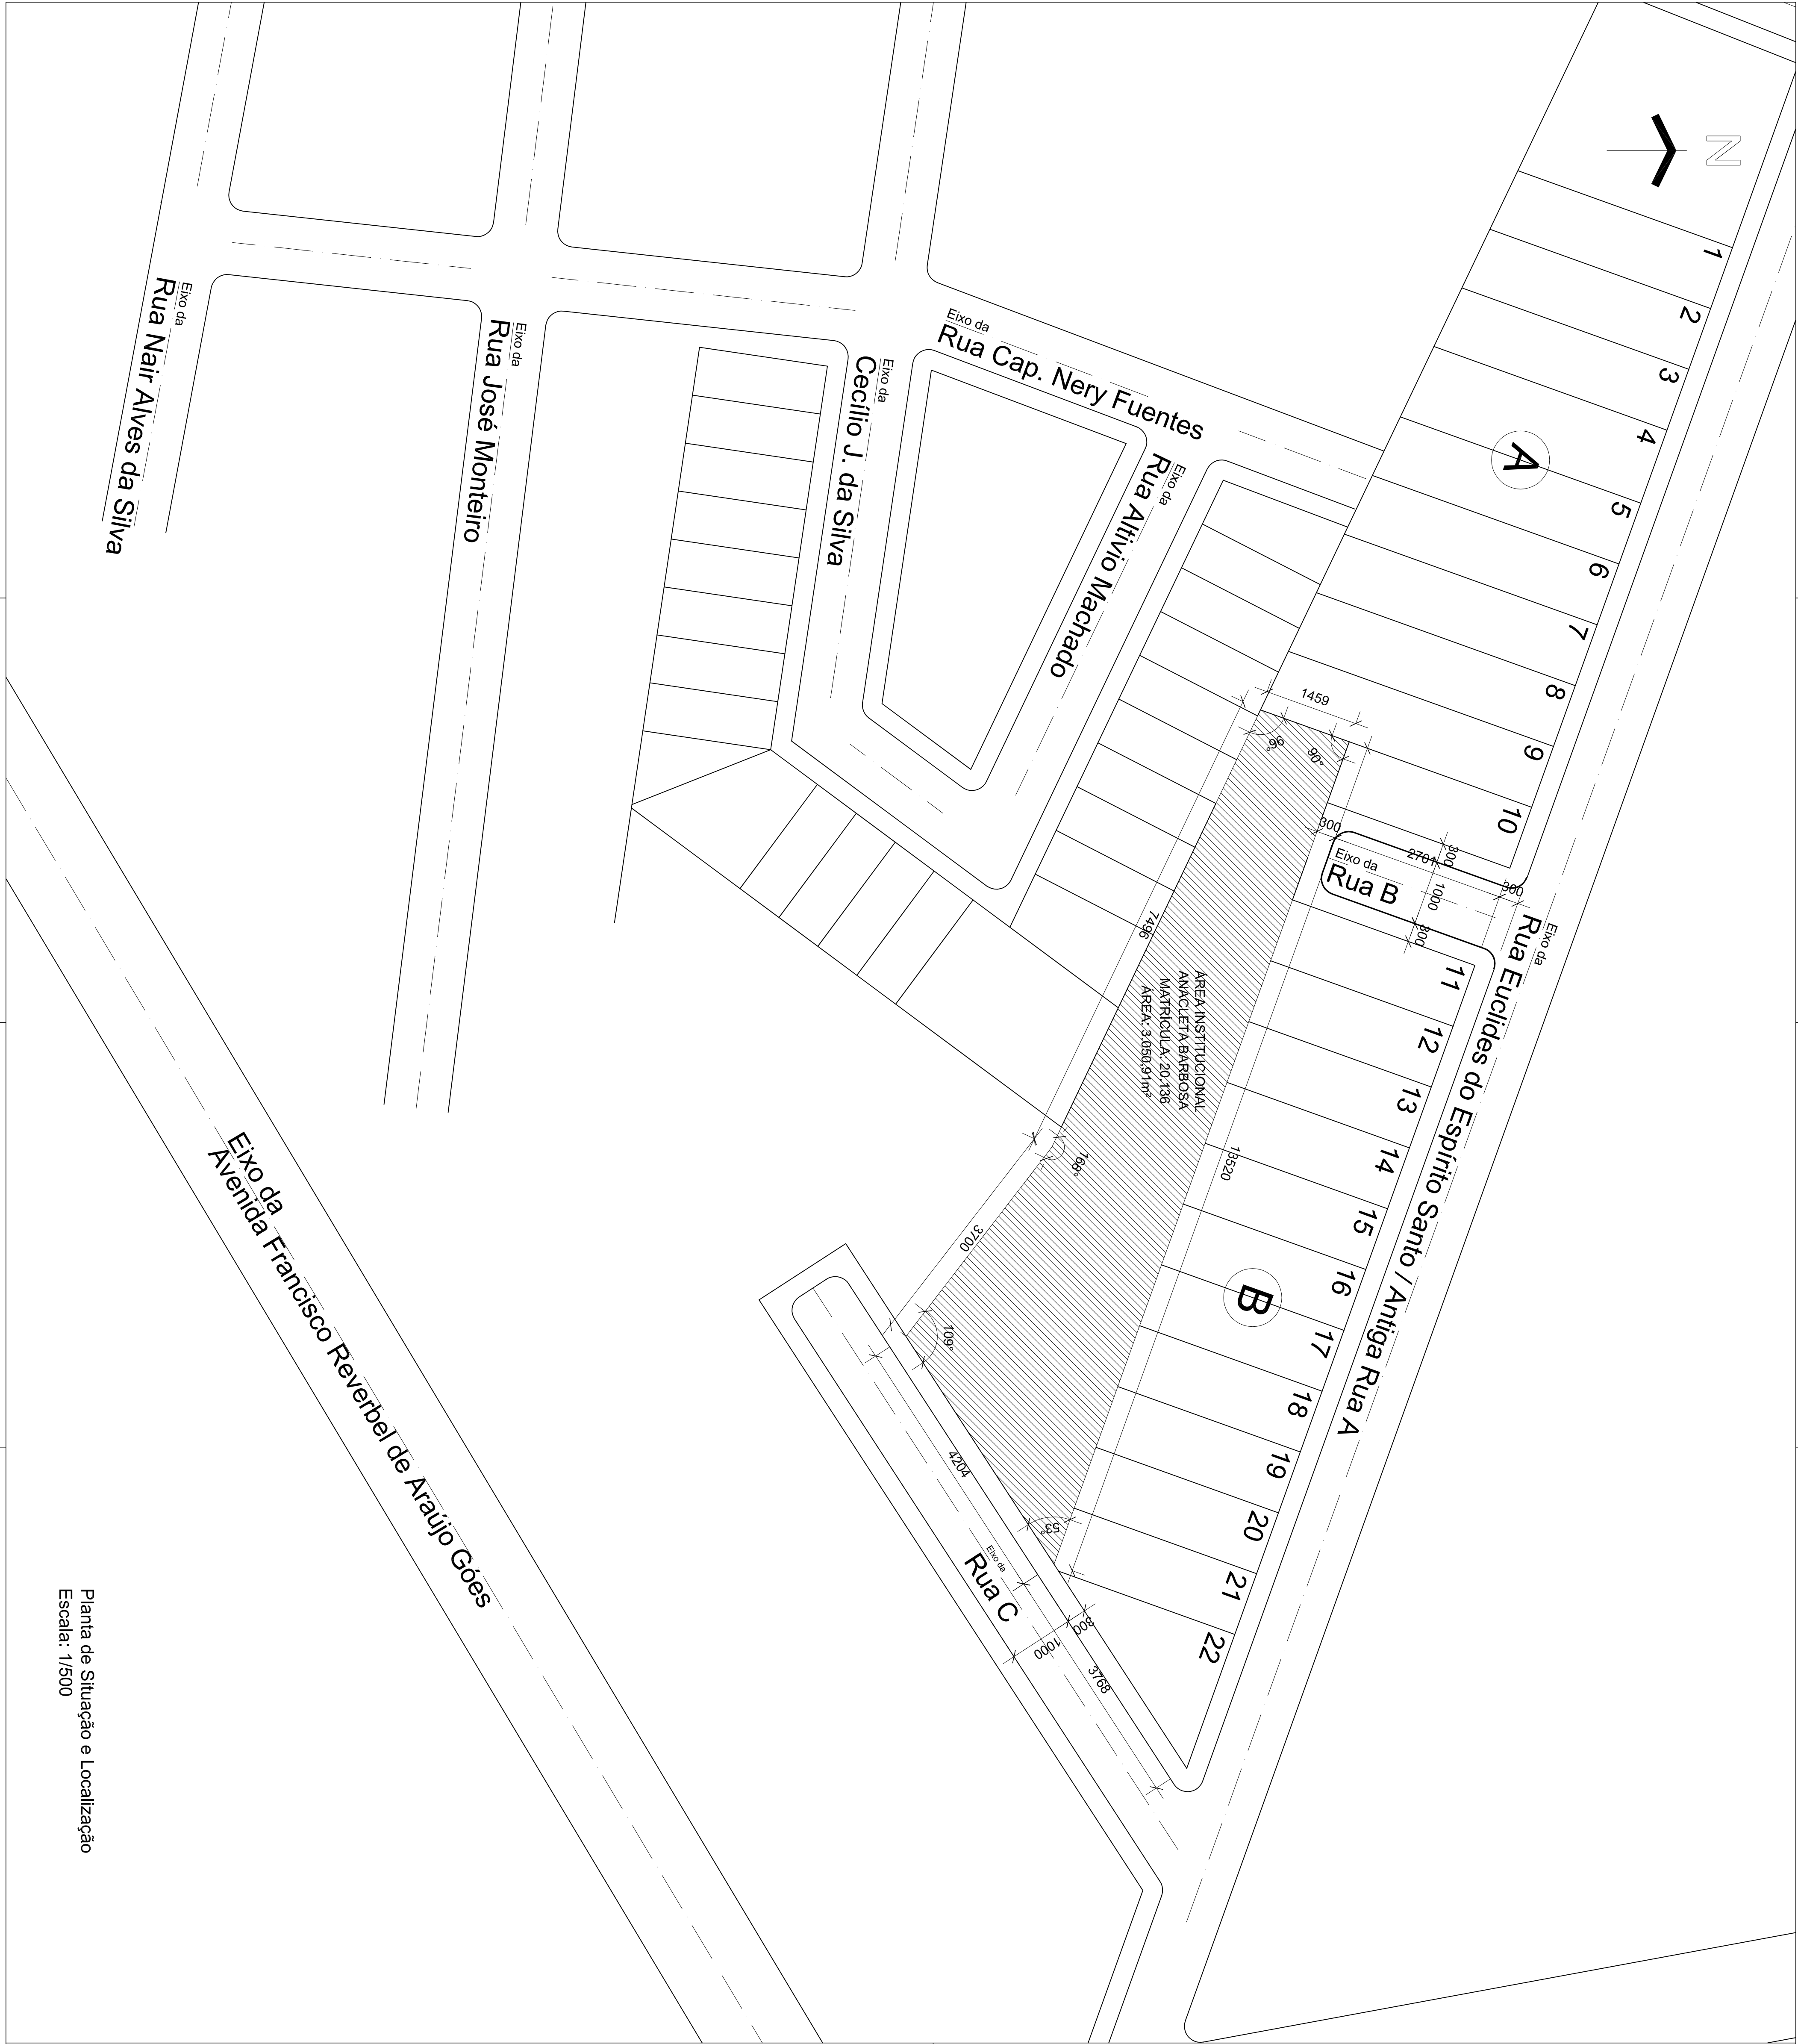 N
1
2
3
4
5
6
7
8
9
10
A
Eixo da
Rua Nair Alves da Silva
Eixo da
Rua José Monteiro
Eixo da
Cecílio J. da Silva
Eixo da
Rua Cap. Nery Fuentes
Eixo da
Rua Altivio Machado
1459
96°
90°
300
2701
300
300
1000
300
Eixo da
Rua B
Eixo da
Rua Euclides do Espírito Santo / Antiga Rua A
11
12
13
14
15
16
17
18
19
20
21
22
B
7496
ÁREA INSTITUCIONAL
ANACLETA BARBOSA
MATRÍCULA: 20.136
ÁREA: 3.050,91m²
13520
168°
3700
109°
4204
53°
Eixo da
Rua C
300
1000
3768
Eixo da
Avenida Francisco Reverbel de Araújo Góes
Planta de Situação e Localização
Escala: 1/500